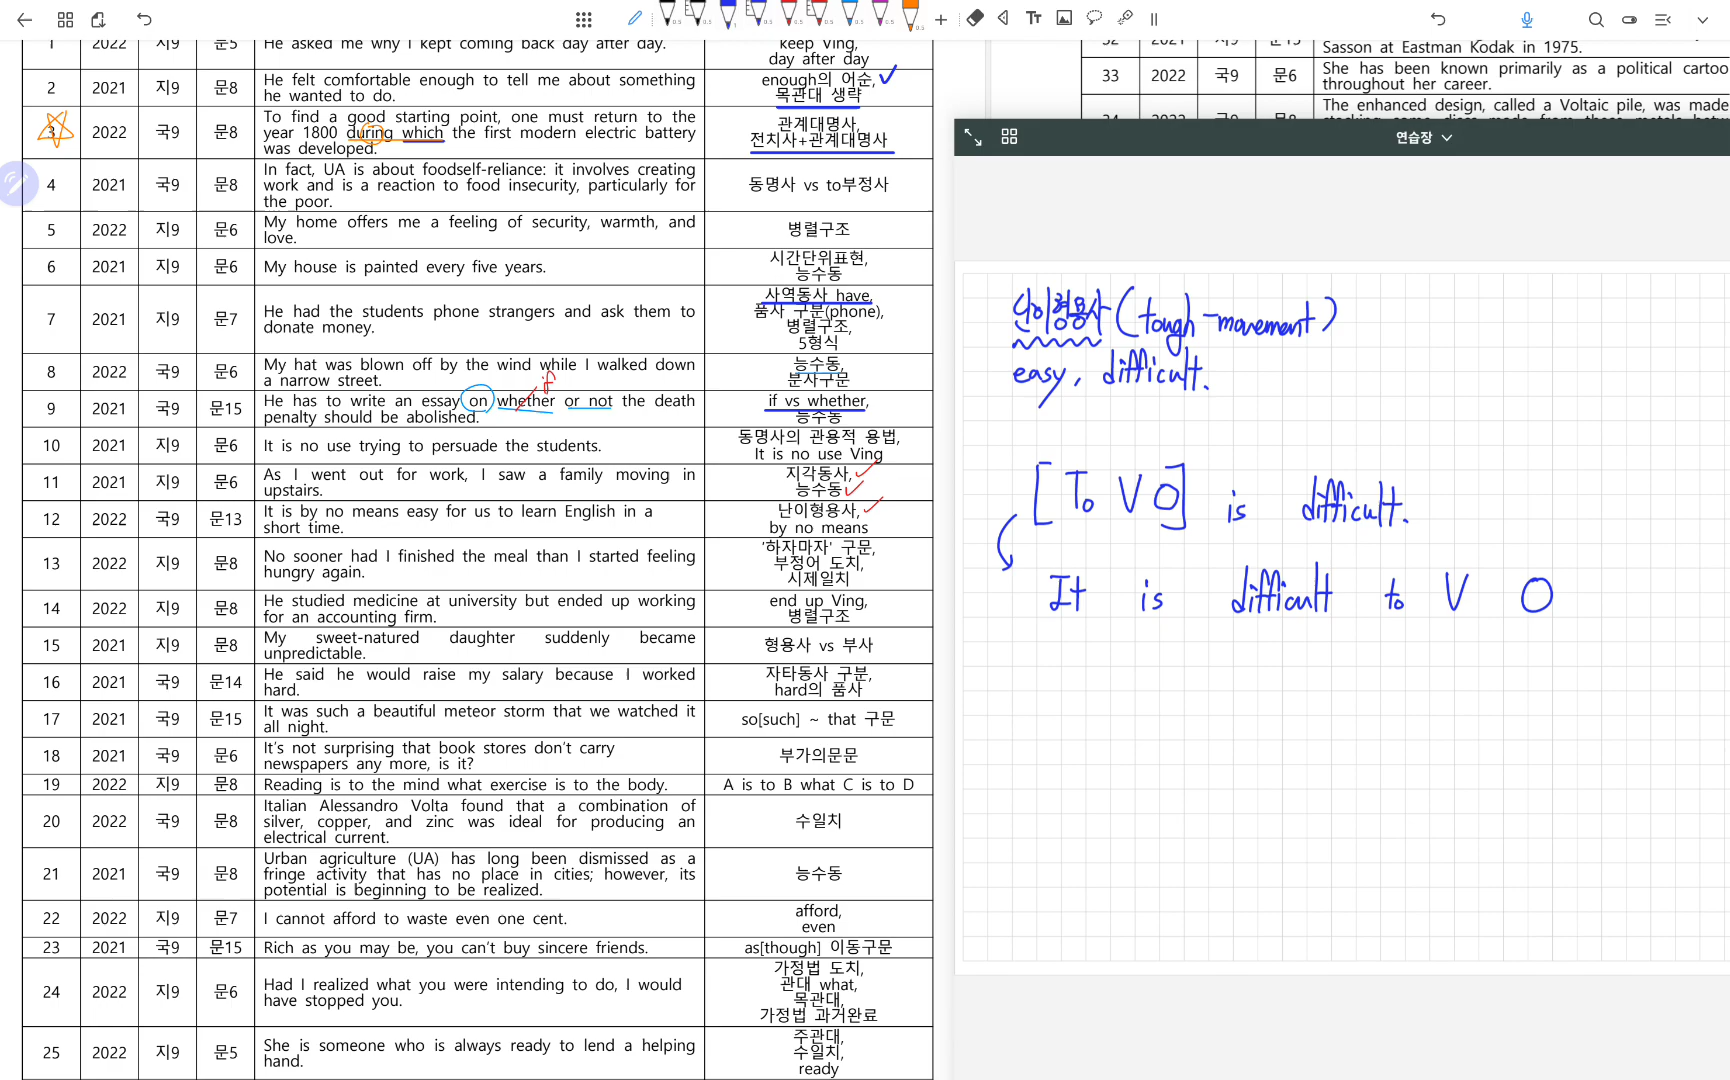 0.5
0.5
1
0.5
0.5
0.5
0.5
0.5
0.5
Tт
1 2022 지9 문5 He asked me why I kept coming back day after day. keep Ving,
day after day
2 2021 지9 문8 He felt comfortable enough to tell me about something
he wanted to do.
enough의 어순,
목관대 생략
3 2022 국9 문8 To find a good starting point, one must return to the
year 1800 during which the first modern electric battery
was developed.
관계대명사,
전치사+관계대명사
4 2021 국9 문8 In fact, UA is about foodself-reliance: it involves creating
work and is a reaction to food insecurity, particularly for
the poor.
동명사 vs to부정사
5 2022 지9 문6 My home offers me a feeling of security, warmth, and
love.
병렬구조
6 2021 지9 문6 My house is painted every five years.
시간단위표현,
능수동
7 2021 지9 문7 He had the students phone strangers and ask them to
donate money.
사역동사 have,
품사 구분(phone),
병렬구조,
5형식
8 2022 국9 문6 My hat was blown off by the wind while I walked down
a narrow street.
능수동,
분사구문
if
9 2021 국9 문15 He has to write an essay on whether or not the death
penalty should be abolished.
if vs whether,
능수동
10 2021 지9 문6 It is no use trying to persuade the students.
동명사의 관용적 용법,
It is no use Ving
11 2021 지9 문6 As I went out for work, I saw a family moving in
upstairs.
지각동사,
능수동
12 2022 국9 문13 It is by no means easy for us to learn English in a
short time.
난이형용사,
by no means
13 2022 지9 문8 No sooner had I finished the meal than I started feeling
hungry again.
'하자마자' 구문,
부정어 도치,
시제일치
14 2022 지9 문8 He studied medicine at university but ended up working
for an accounting firm.
end up Ving,
병렬구조
15 2021 지9 문8 My sweet-natured daughter suddenly became
unpredictable.
형용사 vs 부사
16 2021 국9 문14 He said he would raise my salary because I worked
hard.
자타동사 구분,
hard의 품사
17 2021 국9 문15 It was such a beautiful meteor storm that we watched it
all night.
so[such] ~ that 구문
18 2021 국9 문6 It's not surprising that book stores don't carry
newspapers any more, is it?
부가의문문
19 2022 지9 문8 Reading is to the mind what exercise is to the body. A is to B what C is to D
20 2022 국9 문8 Italian Alessandro Volta found that a combination of
silver, copper, and zinc was ideal for producing an
electrical current.
수일치
21 2021 국9 문8 Urban agriculture (UA) has long been dismissed as a
fringe activity that has no place in cities; however, its
potential is beginning to be realized.
능수동
22 2022 지9 문7 I cannot afford to waste even one cent.
afford,
even
23 2021 국9 문15 Rich as you may be, you can't buy sincere friends. as[though] 이동구문
24 2022 지9 문6 Had I realized what you were intending to do, I would
have stopped you.
가정법 도치,
관대 what,
목관대,
가정법 과거완료
25 2022 지9 문5 She is someone who is always ready to lend a helping
hand.
주관대,
수일치,
ready
32 2021 지9 문15
Sasson at Eastman Kodak in 1975.
33 2022 국9 문6 She has been known primarily as a political cartoo
throughout her career.
The enhanced design, called a Voltaic pile, was made
연습장
난이형용사 (tough-movement)
easy, difficult.
[To V O] is difficult.
It is difficult to V O